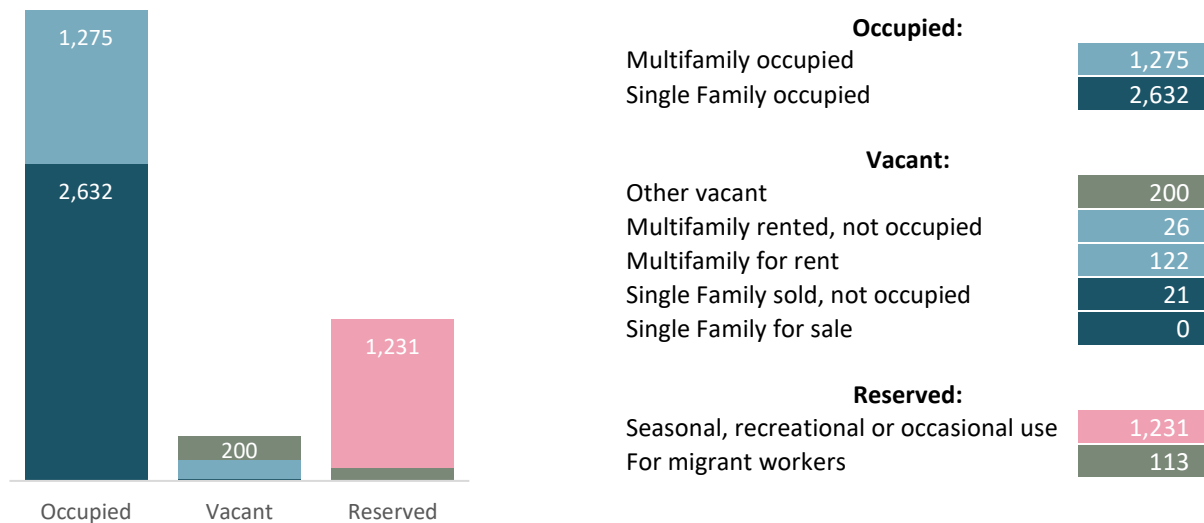 1,275
2,632
200
1,231
Occupied
Vacant
Reserved
Occupied:
Multifamily occupied 1,275
Single Family occupied 2,632
Vacant:
Other vacant 200
Multifamily rented, not occupied 26
Multifamily for rent 122
Single Family sold, not occupied 21
Single Family for sale 0
Reserved:
Seasonal, recreational or occasional use 1,231
For migrant workers 113